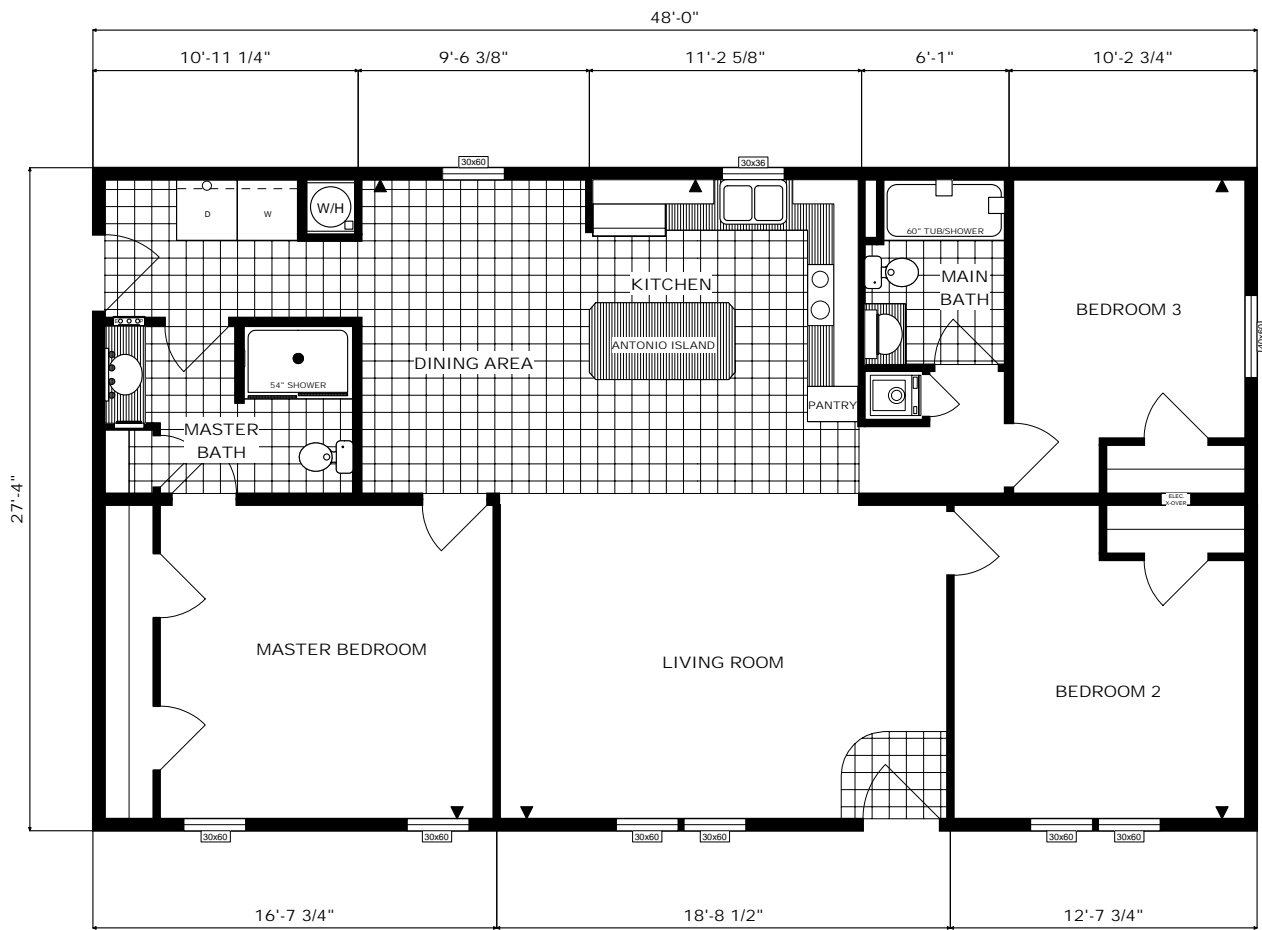 48'-0"
10'-11 1/4"
9'-6 3/8"
11'-2 5/8"
6'-1"
10'-2 3/4"
30x60
30x36
D
W
W/H
60" TUB/SHOWER
KITCHEN
MAIN
BATH
BEDROOM 3
ANTONIO ISLAND
DINING AREA
54" SHOWER
PANTRY
MASTER
BATH
27'-4"
ELEC.
X-OVER
MASTER BEDROOM
LIVING ROOM
BEDROOM 2
30x60
30x60
30x60
30x60
30x60
30x60
16'-7 3/4"
18'-8 1/2"
12'-7 3/4"